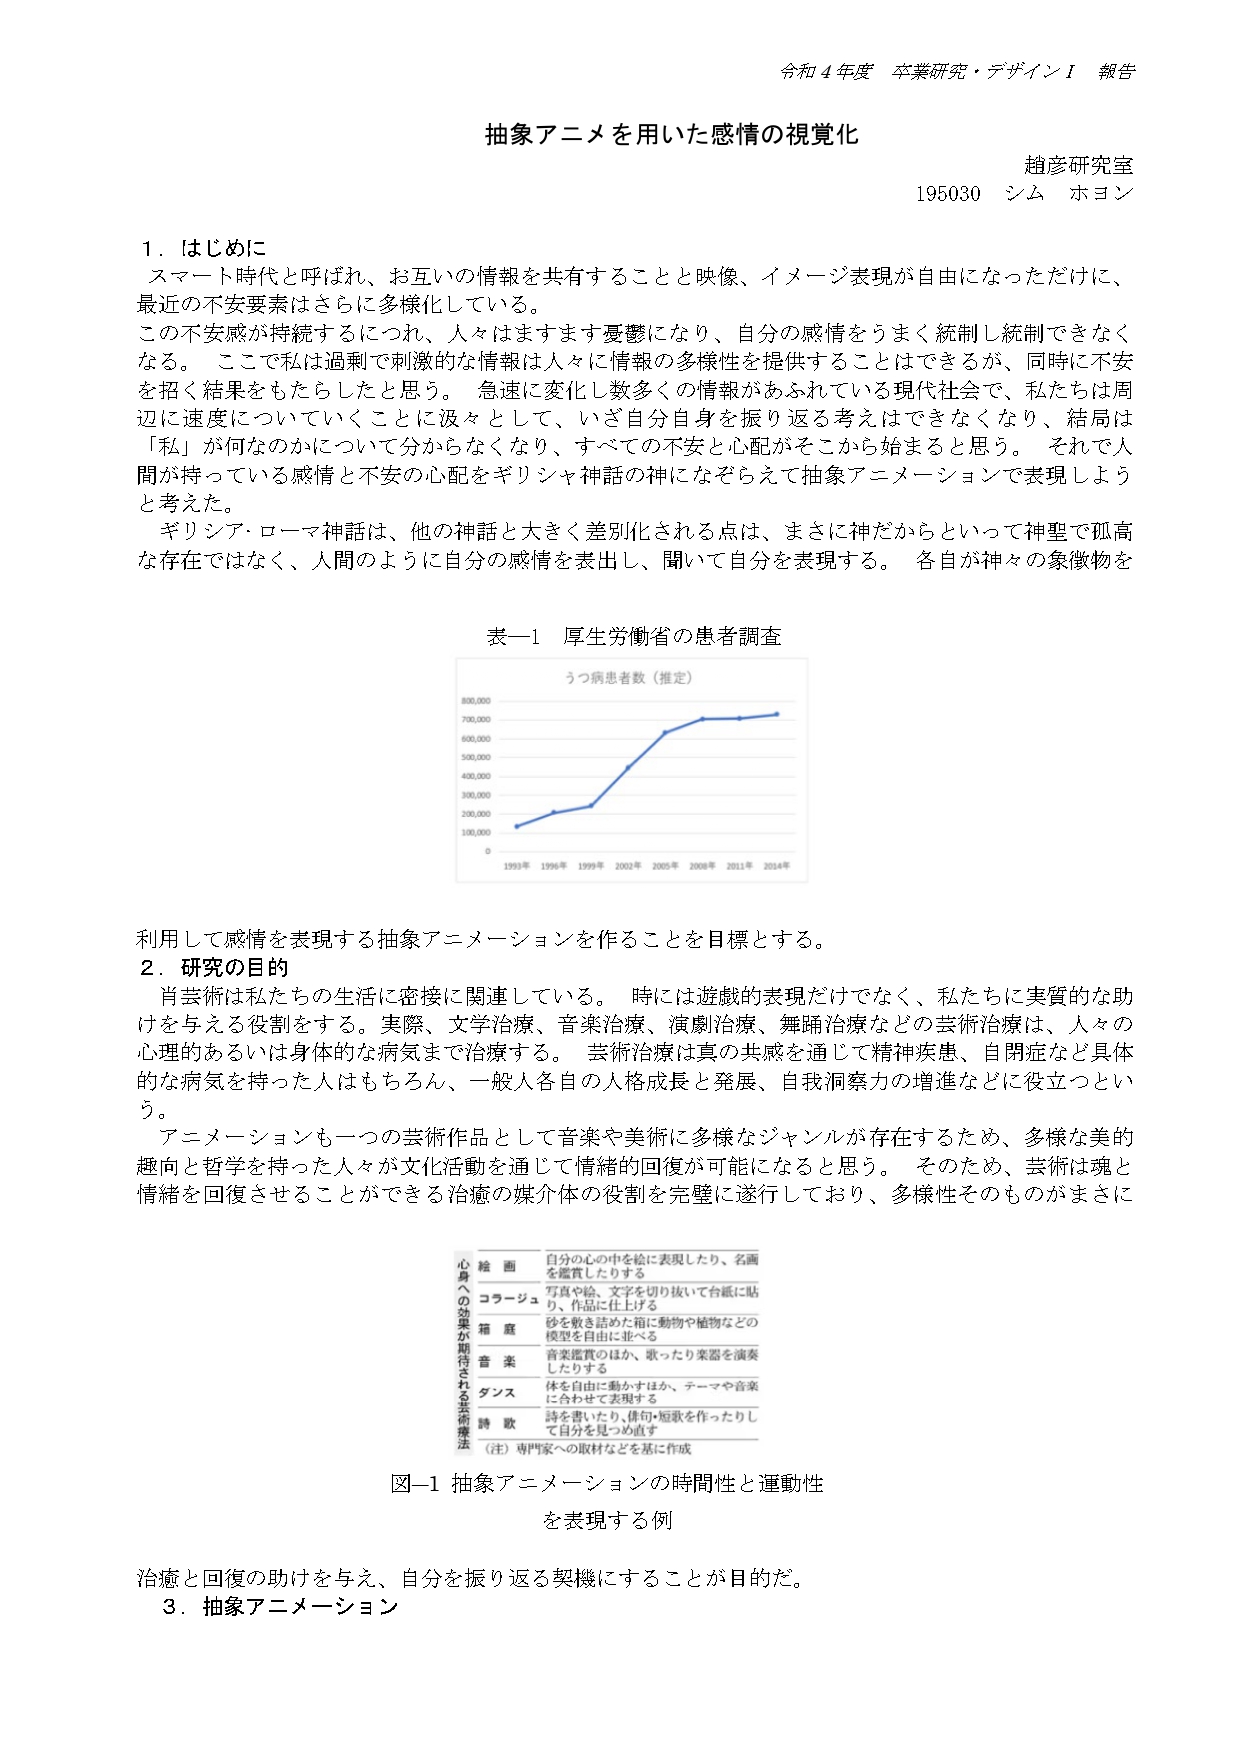 令和４年度　卒業研究・デザインⅠ　報告
抽象アニメを用いた感情の視覚化
趙彦研究室
195030　シム　ホヨン
１．はじめに
スマート時代と呼ばれ、お互いの情報を共有することと映像、イメージ表現が自由になっただけに、
最近の不安要素はさらに多様化している。
この不安感が持続するにつれ、人々はますます憂鬱になり、自分の感情をうまく統制し統制できなく
なる。　ここで私は過剰で刺激的な情報は人々に情報の多様性を提供することはできるが、同時に不安
を招く結果をもたらしたと思う。　急速に変化し数多くの情報があふれている現代社会で、私たちは周
辺に速度についていくことに汲々として、いざ自分自身を振り返る考えはできなくなり、結局は
「私」が何なのかについて分からなくなり、すべての不安と心配がそこから始まると思う。　それで人
間が持っている感情と不安の心配をギリシャ神話の神になぞらえて抽象アニメーションで表現しよう
と考えた。
ギリシア·ローマ神話は、他の神話と大きく差別化される点は、まさに神だからといって神聖で孤高
な存在ではなく、人間のように自分の感情を表出し、聞いて自分を表現する。　各自が神々の象徴物を
表―1　厚生労働省の患者調査
うつ病患者数（推定）
800,000
700,000
600,000
500,000
400,000
300,000
200,000
100,000
0
1993年 1996年 1999年 2002年 2005年 2008年 2011年 2014年
利用して感情を表現する抽象アニメーションを作ることを目標とする。
２．研究の目的
肖芸術は私たちの生活に密接に関連している。　時には遊戯的表現だけでなく、私たちに実質的な助
けを与える役割をする。実際、文学治療、音楽治療、演劇治療、舞踊治療などの芸術治療は、人々の
心理的あるいは身体的な病気まで治療する。　芸術治療は真の共感を通じて精神疾患、自閉症など具体
的な病気を持った人はもちろん、一般人各自の人格成長と発展、自我洞察力の増進などに役立つとい
う。
アニメーションも一つの芸術作品として音楽や美術に多様なジャンルが存在するため、多様な美的
趣向と哲学を持った人々が文化活動を通じて情緒的回復が可能になると思う。　そのため、芸術は魂と
情緒を回復させることができる治癒の媒介体の役割を完璧に遂行しており、多様性そのものがまさに
心身への効果が期待される芸術療法
絵　画　自分の心の中を絵に表現したり、名画
を鑑賞したりする
コラージュ　写真や絵、文字を切り抜いて台紙に貼
り、作品に仕上げる
箱　庭　砂を敷き詰めた箱に動物や植物などの
模型を自由に並べる
音　楽　音楽鑑賞のほか、歌ったり楽器を演奏
したりする
ダンス　体を自由に動かすほか、テーマや音楽
に合わせて表現する
詩　歌　詩を書いたり、俳句・短歌を作ったりし
て自分を見つめ直す
（注）専門家への取材などを基に作成
図―1 抽象アニメーションの時間性と運動性
を表現する例
治癒と回復の助けを与え、自分を振り返る契機にすることが目的だ。
３．抽象アニメーション